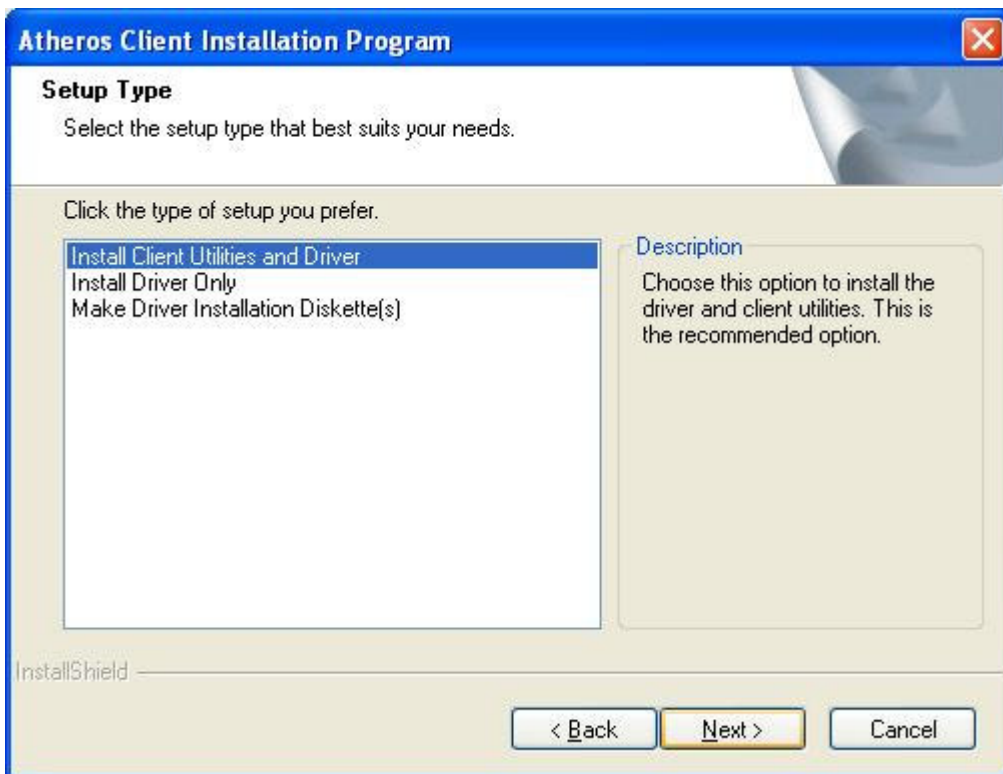 Atheros Client Installation Program
Setup Type
Select the setup type that best suits your needs.
Click the type of setup you prefer.
Install Client Utilities and Driver
Install Driver Only
Make Driver Installation Diskette(s)
Description
Choose this option to install the
driver and client utilities. This is
the recommended option.
InstallShield
< Back
Next >
Cancel